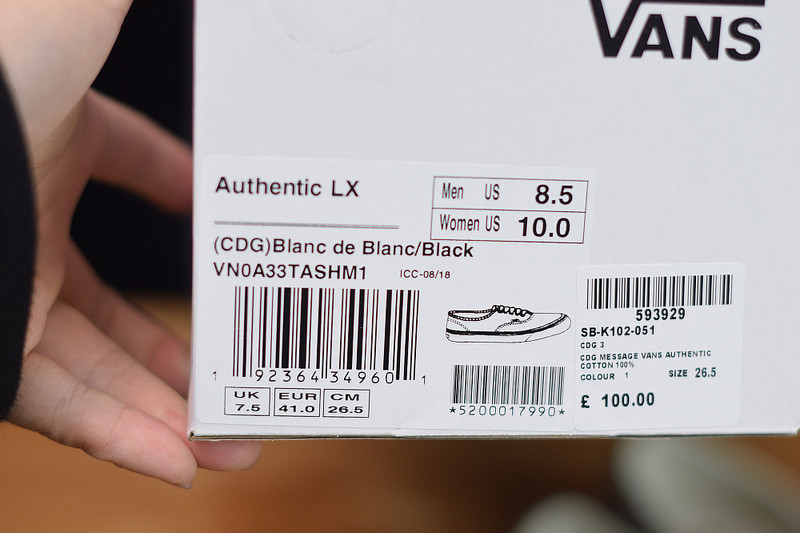 VANS
Authentic LX
Men US 8.5
Women US 10.0
(CDG)Blanc de Blanc/Black
VN0A33TASHM1 ICC-08/18
1 92364 34960 1
UK 7.5
EUR 41.0
CM 26.5
*5200017990*
593929
SB-K102-051
CDG 3
CDG MESSAGE VANS AUTHENTIC
COTTON 100%
COLOUR 1 SIZE 26.5
£ 100.00